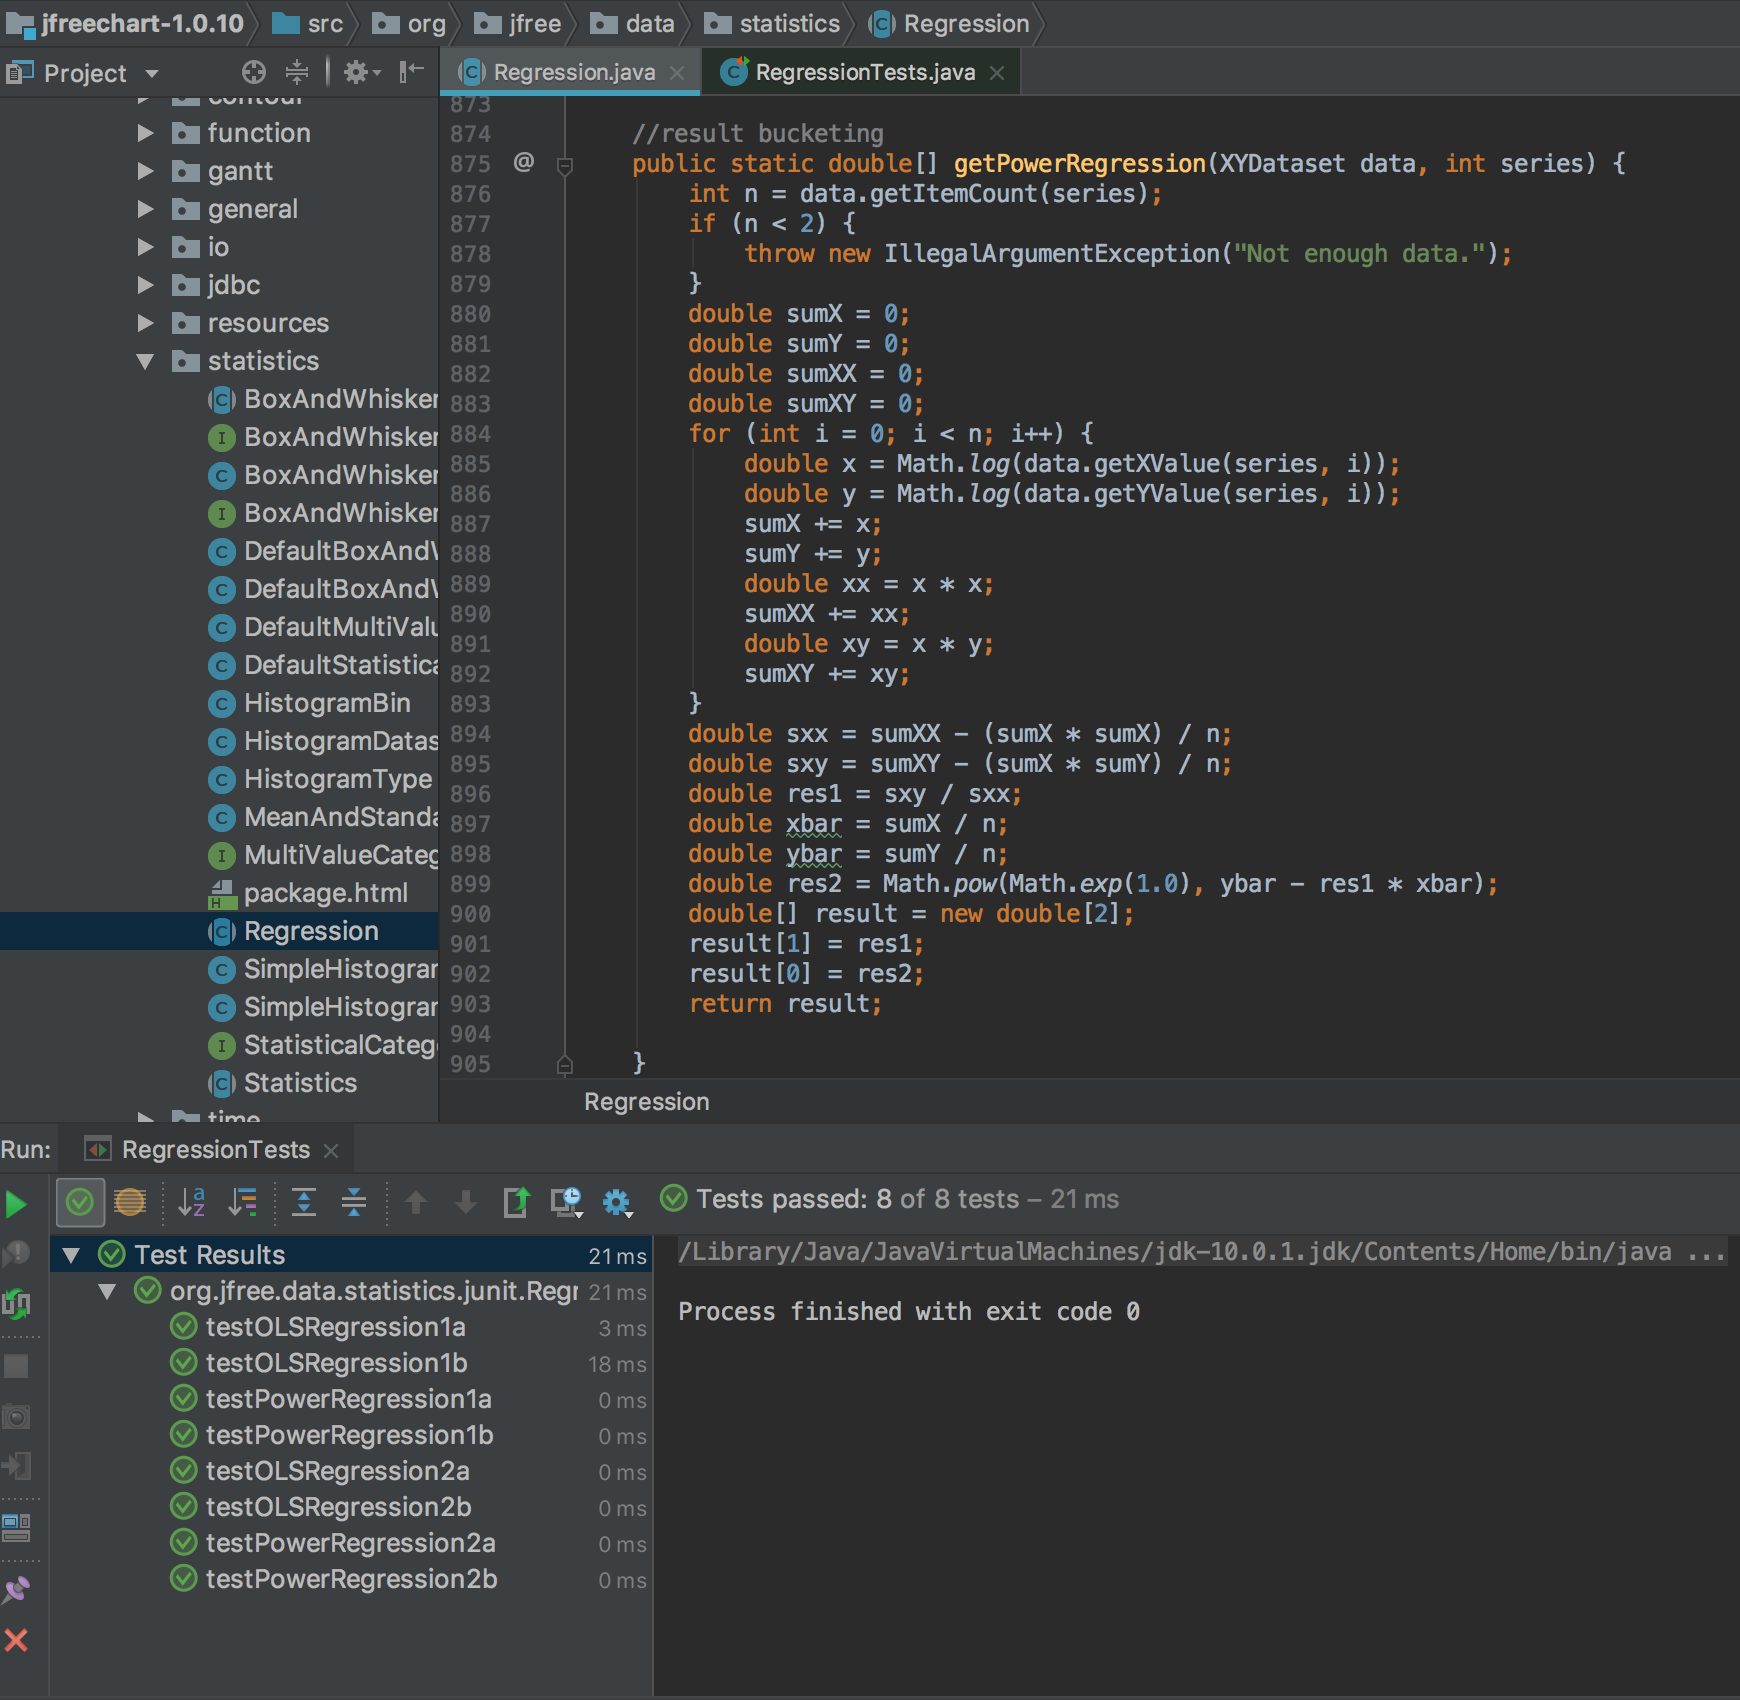 jfreechart-1.0.10 src org jfree data statistics Regression
Project
Regression.java RegressionTests.java
contour
function
gantt
general
io
jdbc
resources
statistics
BoxAndWhisker
BoxAndWhisker
BoxAndWhisker
BoxAndWhisker
DefaultBoxAndW
DefaultBoxAndW
DefaultMultiValu
DefaultStatistica
HistogramBin
HistogramDatas
HistogramType
MeanAndStanda
MultiValueCateg
package.html
Regression
SimpleHistogran
SimpleHistogran
StatisticalCatego
Statistics
time
873
874 //result bucketing
875 @ public static double[] getPowerRegression(XYDataset data, int series) {
876 int n = data.getItemCount(series);
877 if (n < 2) {
878 throw new IllegalArgumentException("Not enough data.");
879 }
880 double sumX = 0;
881 double sumY = 0;
882 double sumXX = 0;
883 double sumXY = 0;
884 for (int i = 0; i < n; i++) {
885 double x = Math.log(data.getXValue(series, i));
886 double y = Math.log(data.getYValue(series, i));
887 sumX += x;
888 sumY += y;
889 double xx = x * x;
890 sumXX += xx;
891 double xy = x * y;
892 sumXY += xy;
893 }
894 double sxx = sumXX - (sumX * sumX) / n;
895 double sxy = sumXY - (sumX * sumY) / n;
896 double res1 = sxy / sxx;
897 double xbar = sumX / n;
898 double ybar = sumY / n;
899 double res2 = Math.pow(Math.exp(1.0), ybar - res1 * xbar);
900 double[] result = new double[2];
901 result[1] = res1;
902 result[0] = res2;
903 return result;
904
905 }
Regression
Run: RegressionTests
Tests passed: 8 of 8 tests – 21 ms
Test Results 21 ms
org.jfree.data.statistics.junit.Regr 21 ms
testOLSRegression1a 3 ms
testOLSRegression1b 18 ms
testPowerRegression1a 0 ms
testPowerRegression1b 0 ms
testOLSRegression2a 0 ms
testOLSRegression2b 0 ms
testPowerRegression2a 0 ms
testPowerRegression2b 0 ms
/Library/Java/JavaVirtualMachines/jdk-10.0.1.jdk/Contents/Home/bin/java ...
Process finished with exit code 0